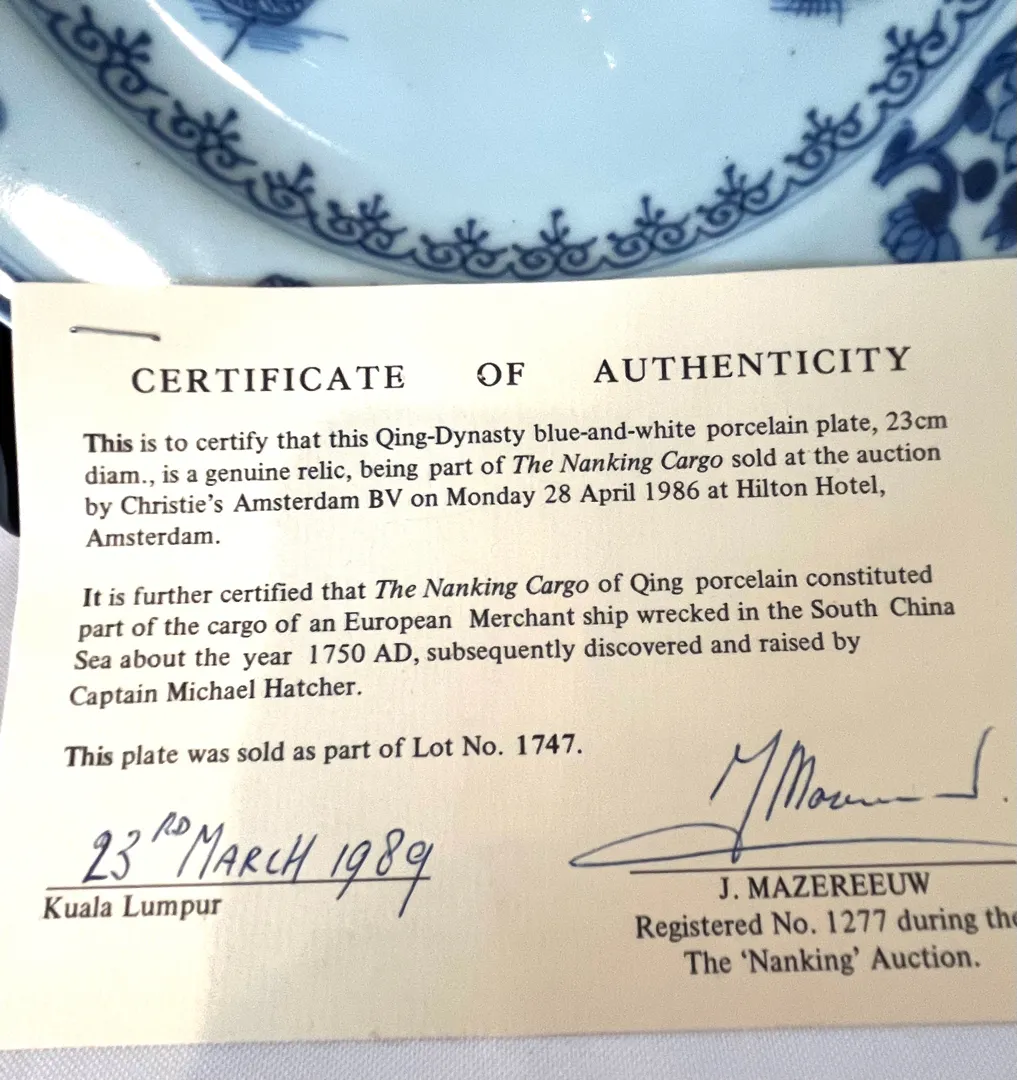 CERTIFICATE OF AUTHENTICITY
This is to certify that this Qing-Dynasty blue-and-white porcelain plate, 23cm
diam., is a genuine relic, being part of The Nanking Cargo sold at the auction
by Christie's Amsterdam BV on Monday 28 April 1986 at Hilton Hotel,
Amsterdam.
It is further certified that The Nanking Cargo of Qing porcelain constituted
part of the cargo of an European Merchant ship wrecked in the South China
Sea about the year 1750 AD, subsequently discovered and raised by
Captain Michael Hatcher.
This plate was sold as part of Lot No. 1747.
23RD MARCH 1989
Kuala Lumpur
J. MAZEREEUW
Registered No. 1277 during the
The 'Nanking' Auction.